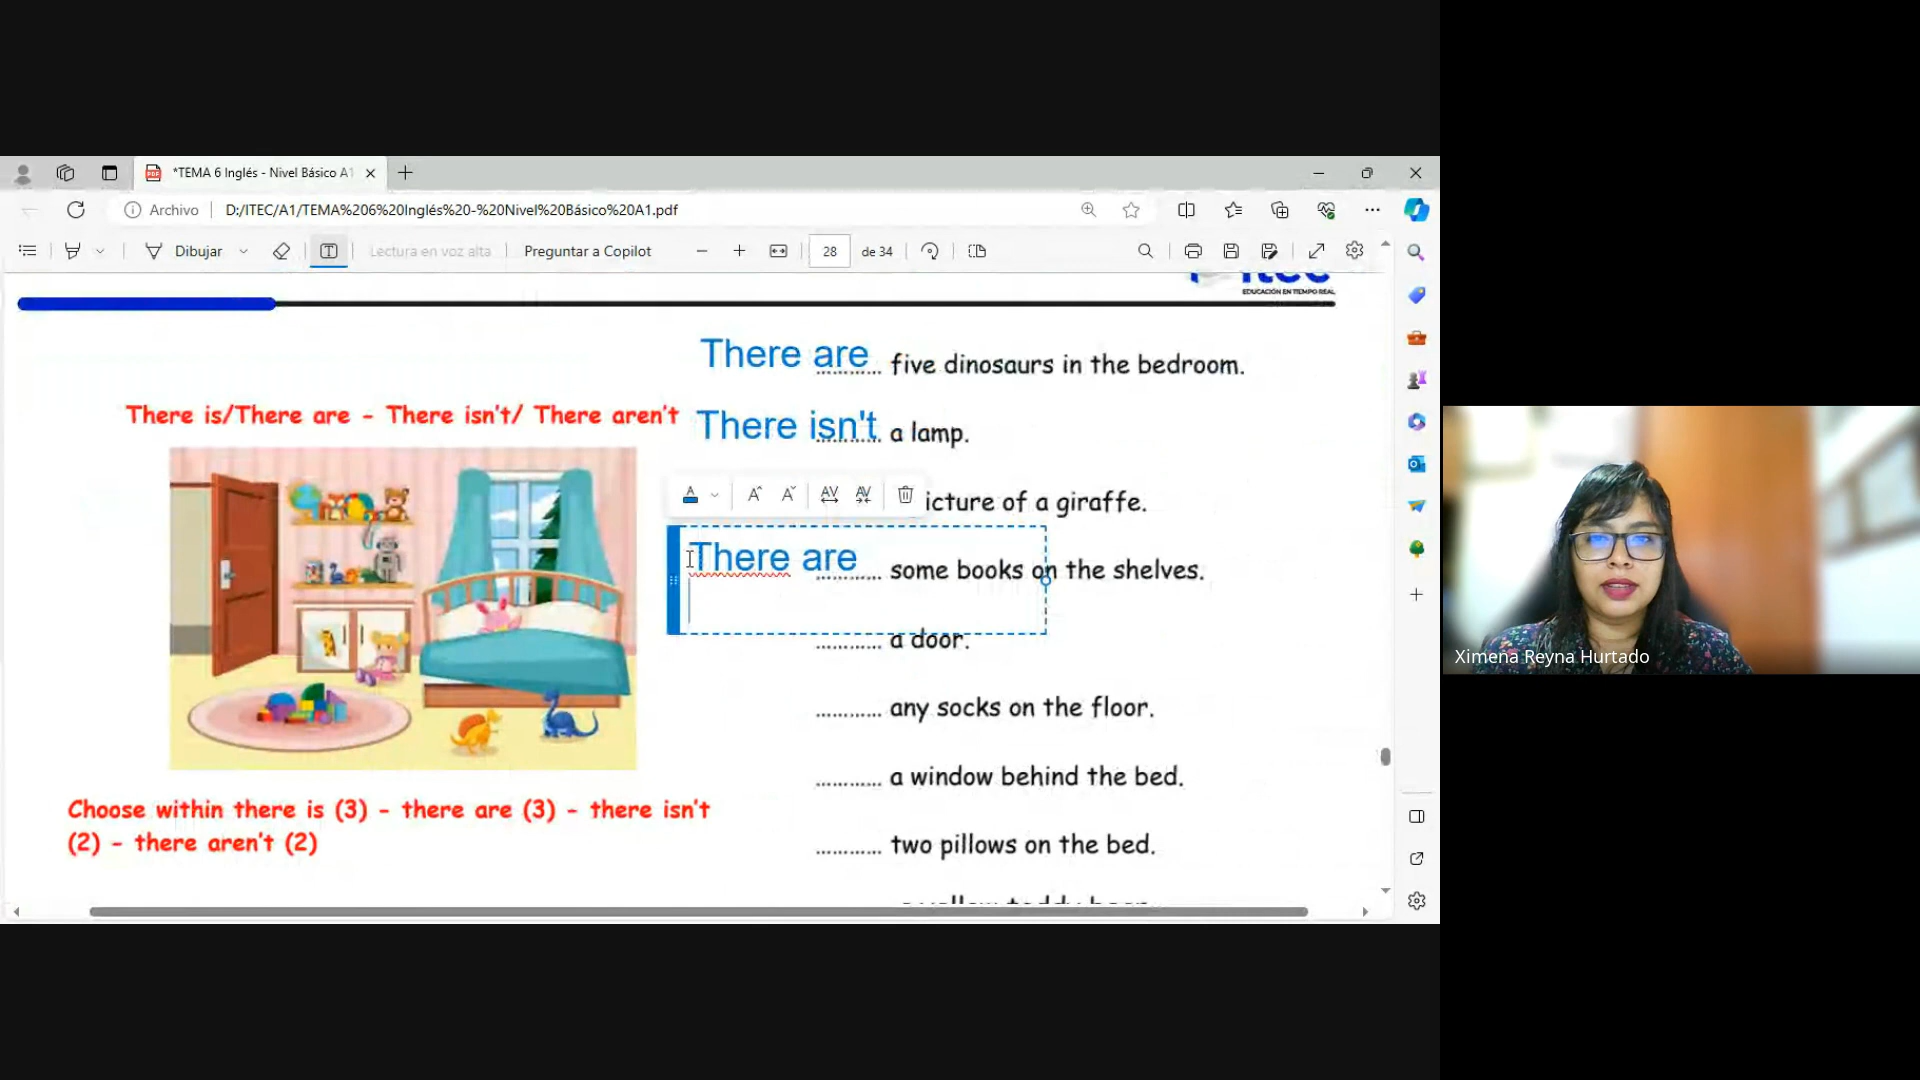 *TEMA 6 Inglés - Nivel Básico A1
Archivo D:/ITEC/A1/TEMA%206%20Inglés%20-%20Nivel%20Básico%20A1.pdf
Dibujar Lectura en voz alta Preguntar a Copilot 28 de 34
EDUCACIÓN EN TIEMPO REAL
There are ........... five dinosaurs in the bedroom.
There is/There are - There isn't/ There aren't
There isn't ........... a lamp.
icture of a giraffe.
There are ........... some books on the shelves.
........... a door.
........... any socks on the floor.
........... a window behind the bed.
........... two pillows on the bed.
Choose within there is (3) - there are (3) - there isn't
(2) - there aren't (2)
Ximena Reyna Hurtado